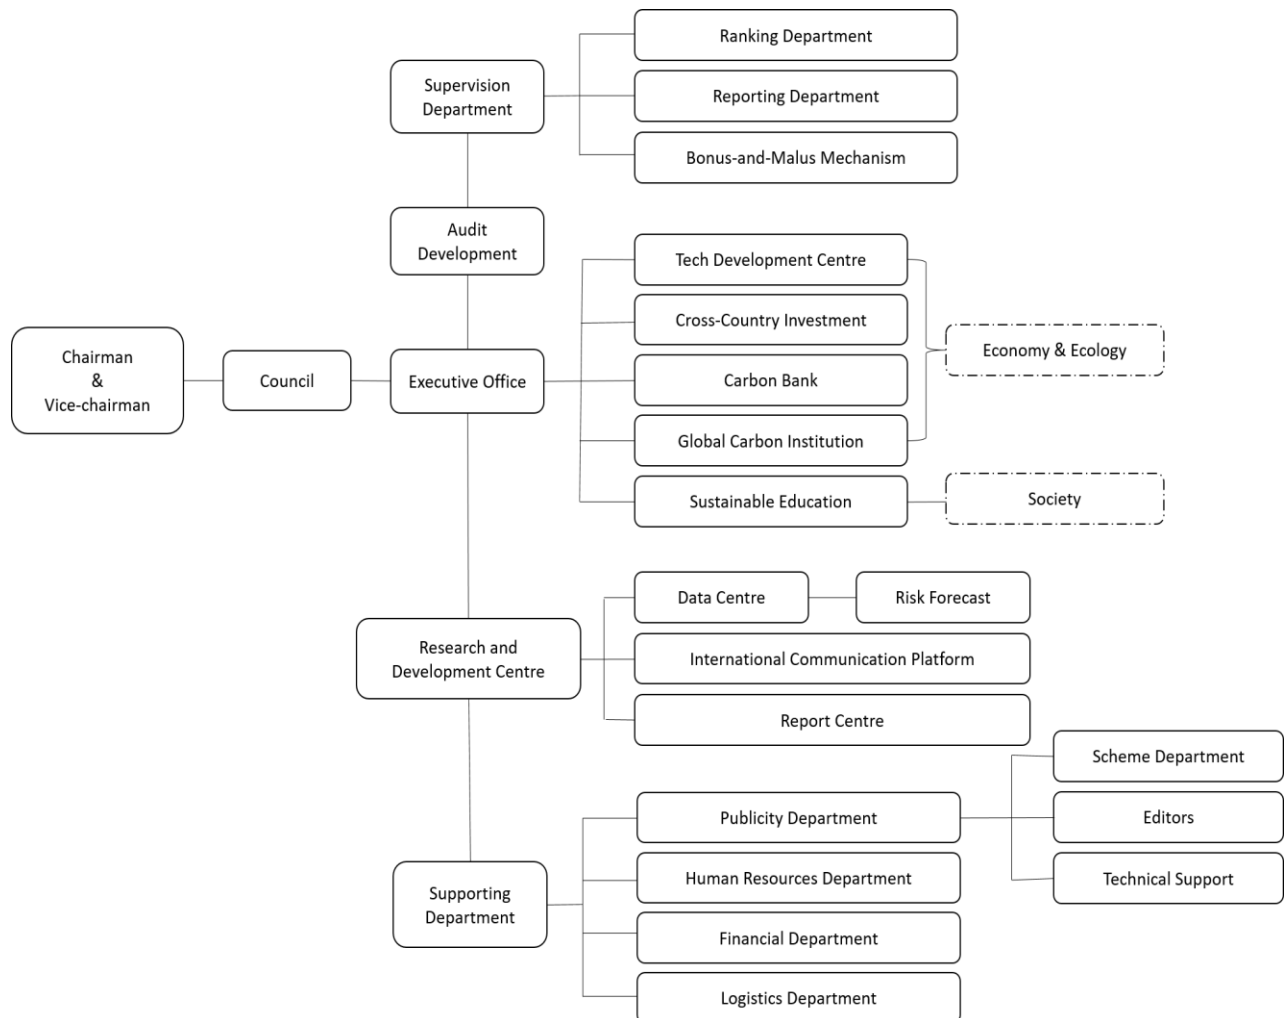 Ranking Department
Supervision
Department
Reporting Department
Bonus-and-Malus Mechanism
Audit
Development
Tech Development Centre
Cross-Country Investment
Economy & Ecology
Chairman
&
Vice-chairman
Council
Executive Office
Carbon Bank
Global Carbon Institution
Sustainable Education
Society
Data Centre
Risk Forecast
Research and
Development Centre
International Communication Platform
Report Centre
Scheme Department
Publicity Department
Editors
Human Resources Department
Technical Support
Supporting
Department
Financial Department
Logistics Department